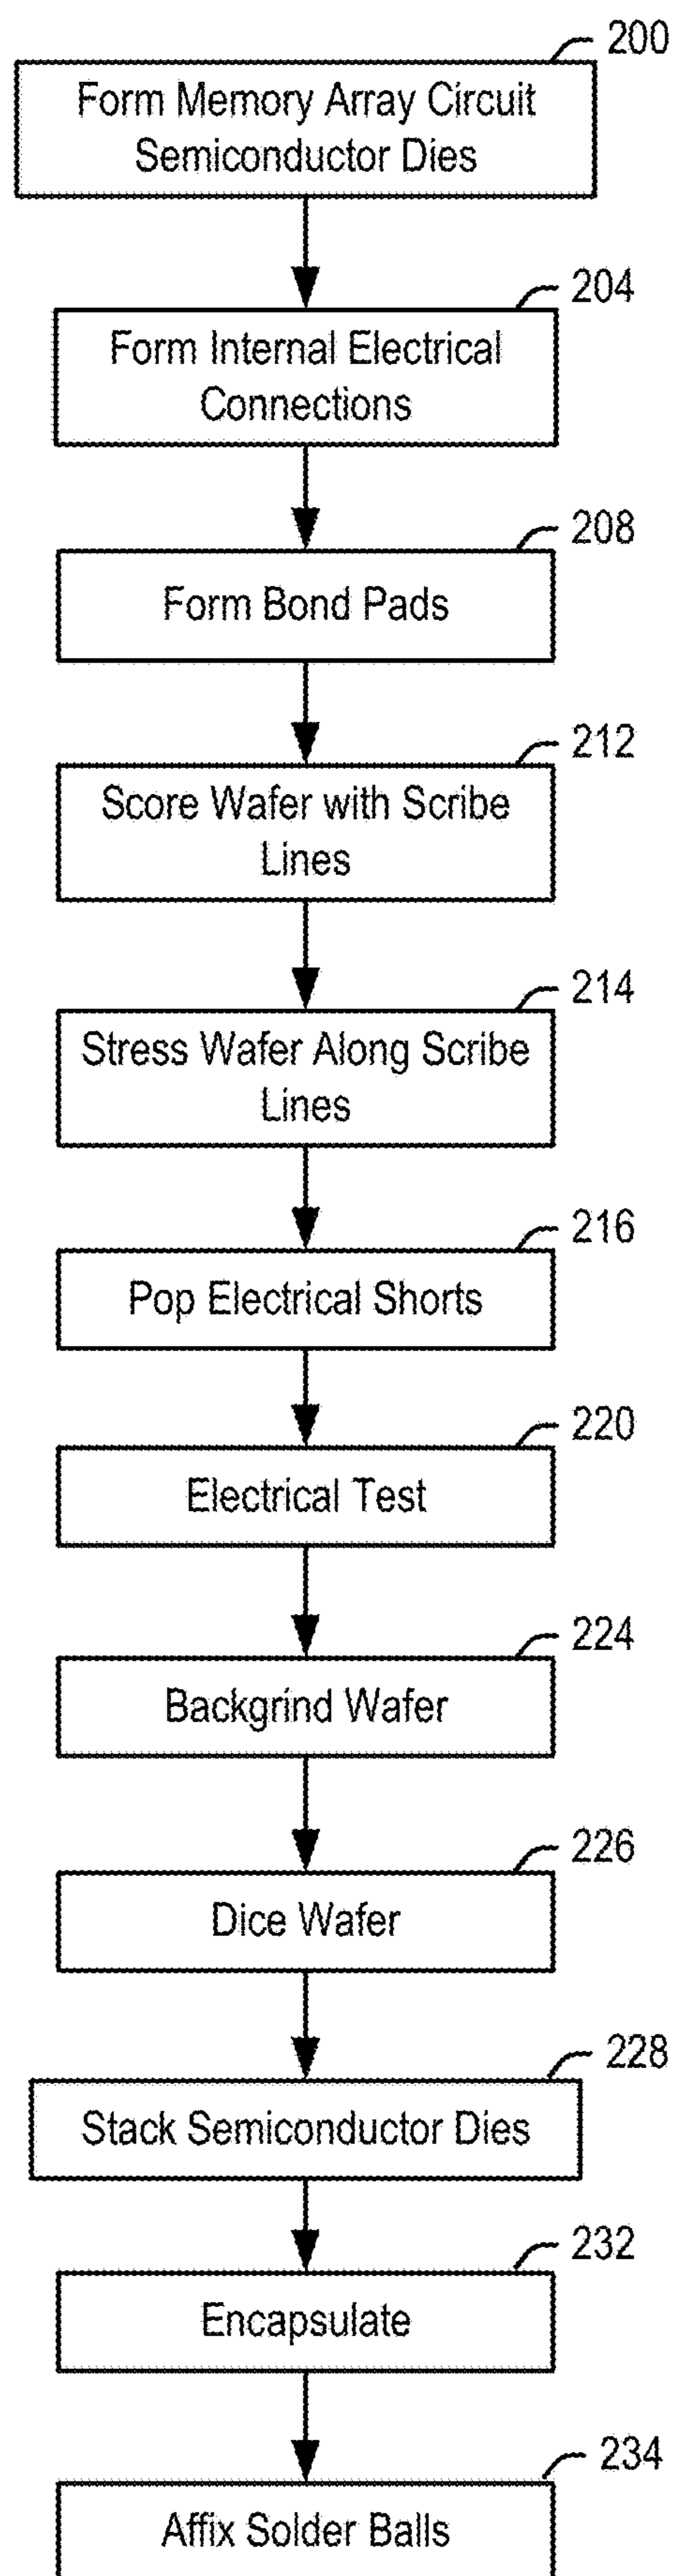 200
Form Memory Array Circuit
Semiconductor Dies
204
Form Internal Electrical
Connections
208
Form Bond Pads
212
Score Wafer with Scribe
Lines
214
Stress Wafer Along Scribe
Lines
216
Pop Electrical Shorts
220
Electrical Test
224
Backgrind Wafer
226
Dice Wafer
228
Stack Semiconductor Dies
232
Encapsulate
234
Affix Solder Balls